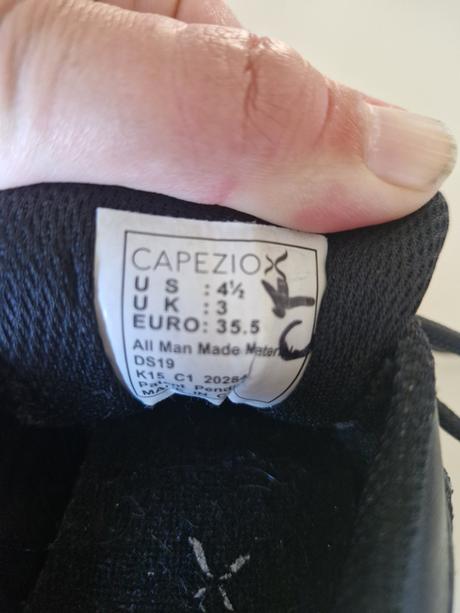 CAPEZIO
U S : 4½
U K : 3
EURO: 35.5
All Man Made
DS19
K15 C1